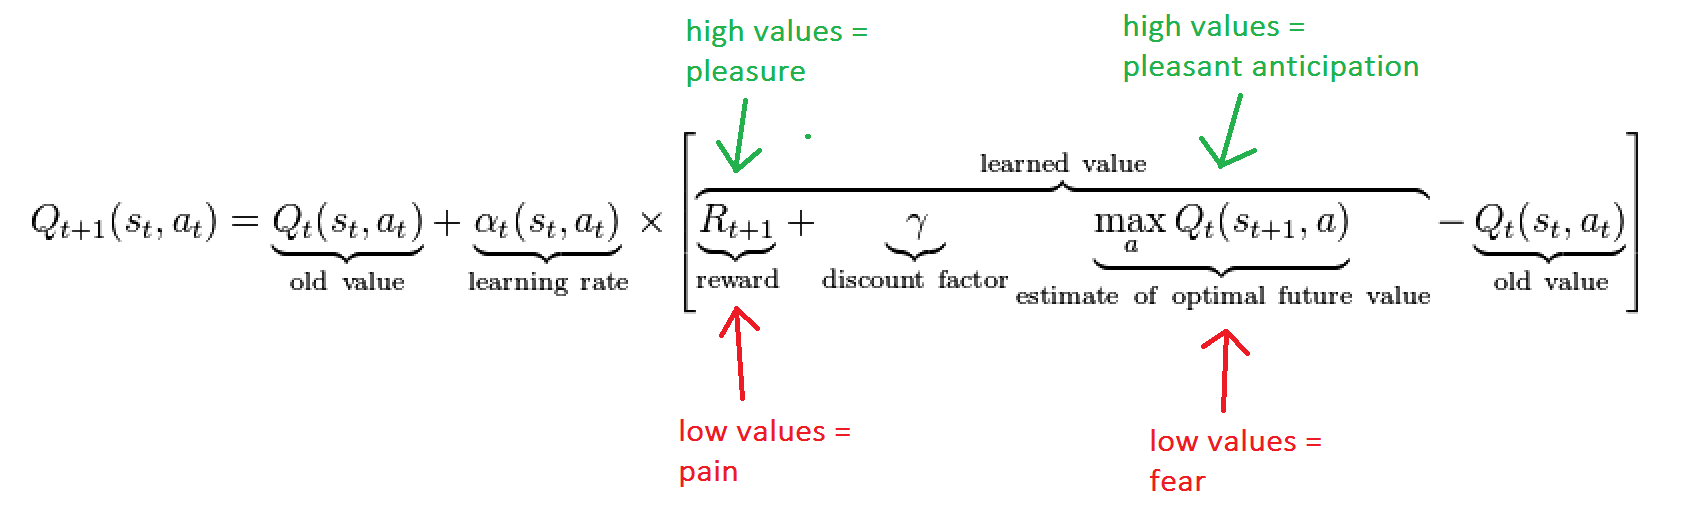 high values =
pleasure
high values =
pleasant anticipation
learned value
Q_{t+1}(s_t, a_t) = Q_t(s_t, a_t) + α_t(s_t, a_t) × [ R_{t+1} + γ max_a Q_t(s_{t+1}, a) − Q_t(s_t, a_t) ]
old value
learning rate
reward
discount factor
estimate of optimal future value
old value
low values =
pain
low values =
fear